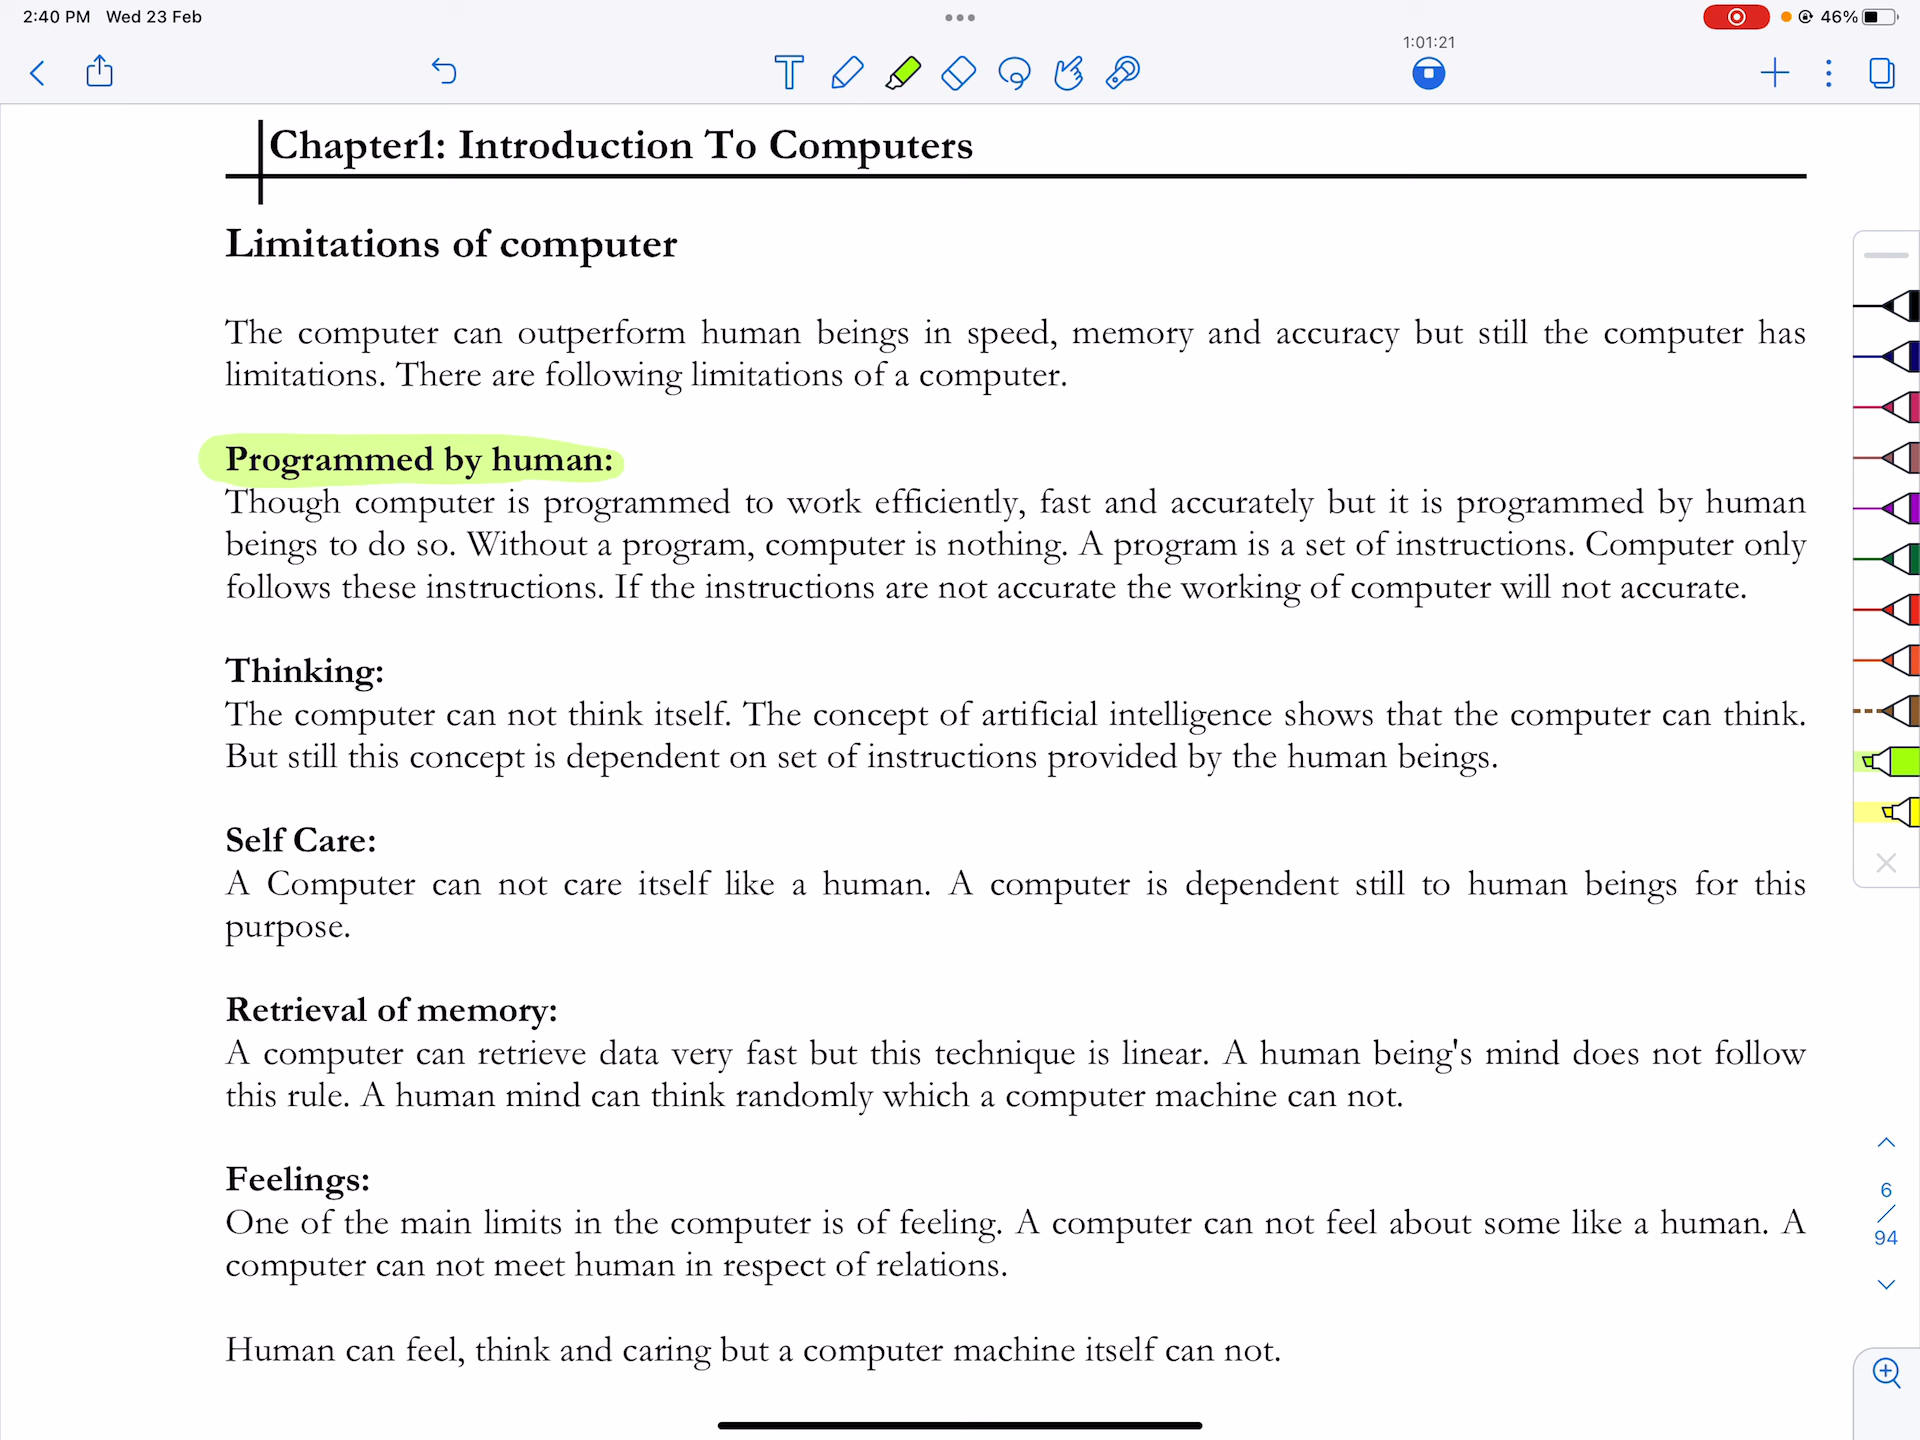 2:40 PM Wed 23 Feb
46%
1:01:21
Chapter1: Introduction To Computers
Limitations of computer
The computer can outperform human beings in speed, memory and accuracy but still the computer has
limitations. There are following limitations of a computer.
Programmed by human:
Though computer is programmed to work efficiently, fast and accurately but it is programmed by human
beings to do so. Without a program, computer is nothing. A program is a set of instructions. Computer only
follows these instructions. If the instructions are not accurate the working of computer will not accurate.
Thinking:
The computer can not think itself. The concept of artificial intelligence shows that the computer can think.
But still this concept is dependent on set of instructions provided by the human beings.
Self Care:
A Computer can not care itself like a human. A computer is dependent still to human beings for this
purpose.
Retrieval of memory:
A computer can retrieve data very fast but this technique is linear. A human being's mind does not follow
this rule. A human mind can think randomly which a computer machine can not.
Feelings:
One of the main limits in the computer is of feeling. A computer can not feel about some like a human. A
computer can not meet human in respect of relations.
Human can feel, think and caring but a computer machine itself can not.
6
/
94